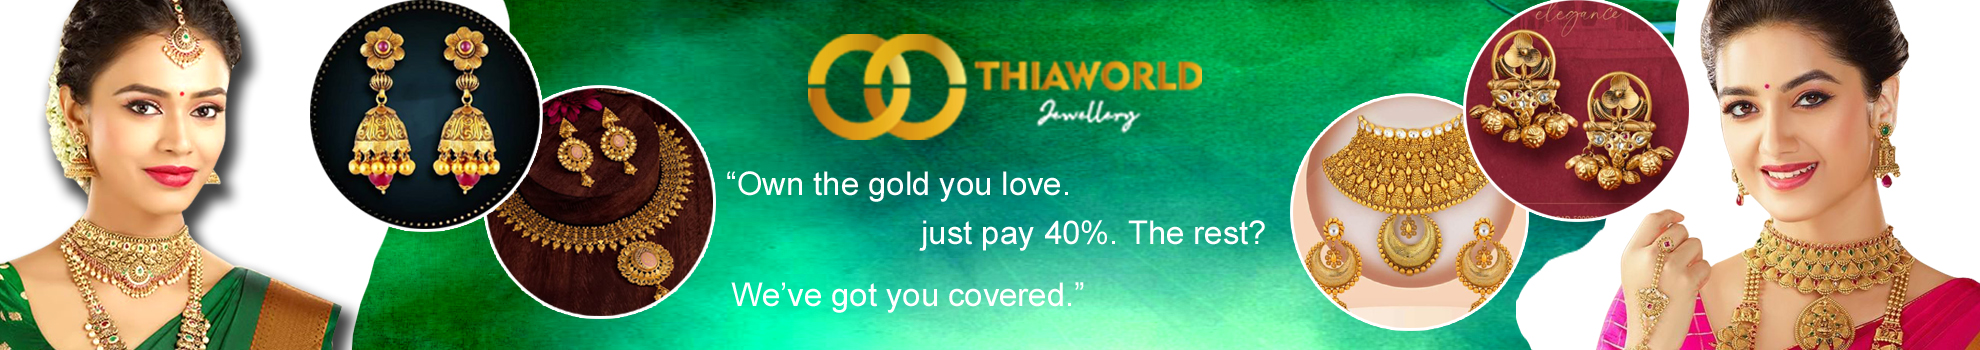 elegance
THIAWORLD
Jewellery
“Own the gold you love.
just pay 40%. The rest?
We’ve got you covered.”